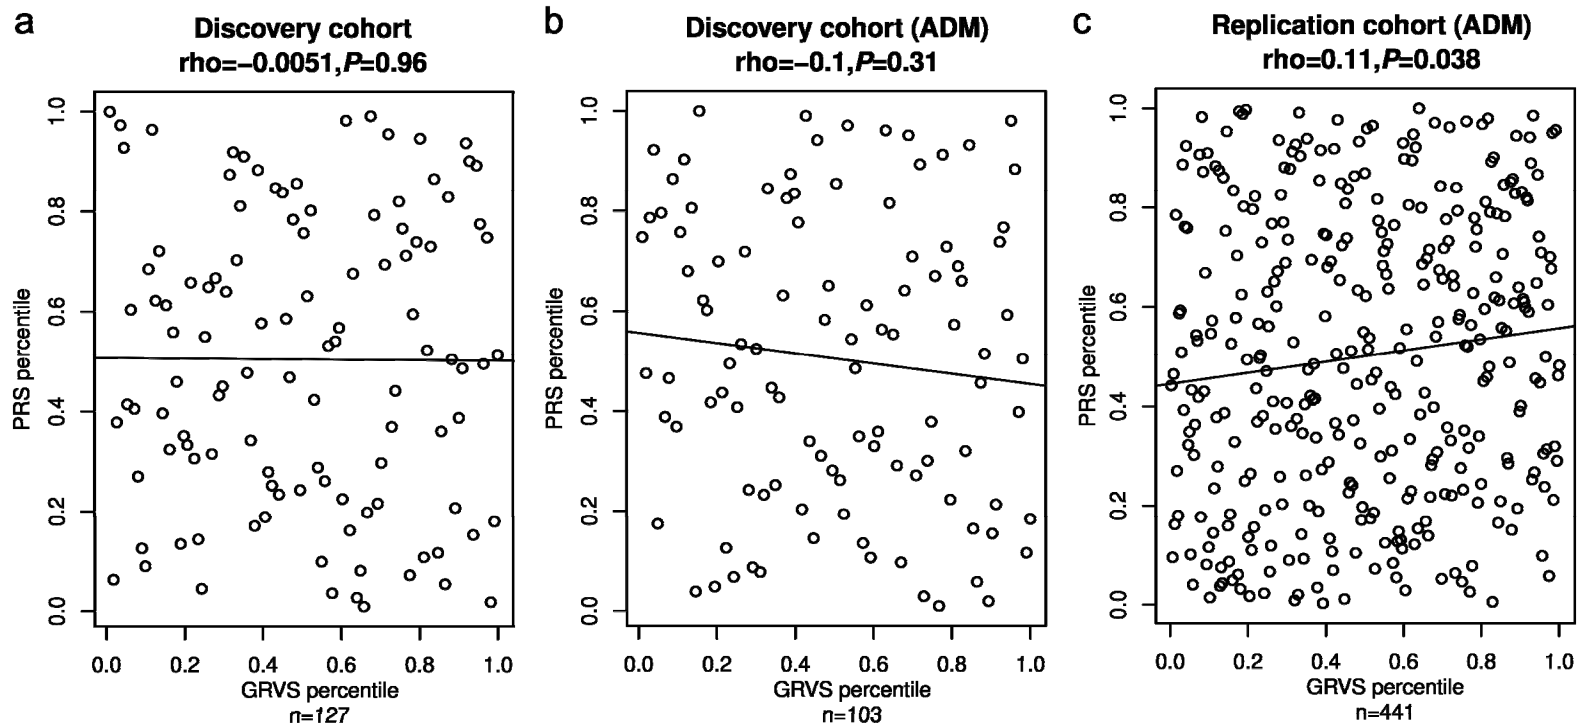 a
Discovery cohort
rho=−0.0051,P=0.96
PRS percentile
1.0
0.8
0.6
0.4
0.2
0.0
0.0 0.2 0.4 0.6 0.8 1.0
GRVS percentile
n=127
b
Discovery cohort (ADM)
rho=−0.1,P=0.31
PRS percentile
1.0
0.8
0.6
0.4
0.2
0.0
0.0 0.2 0.4 0.6 0.8 1.0
GRVS percentile
n=103
c
Replication cohort (ADM)
rho=0.11,P=0.038
PRS percentile
1.0
0.8
0.6
0.4
0.2
0.0
0.0 0.2 0.4 0.6 0.8 1.0
GRVS percentile
n=441